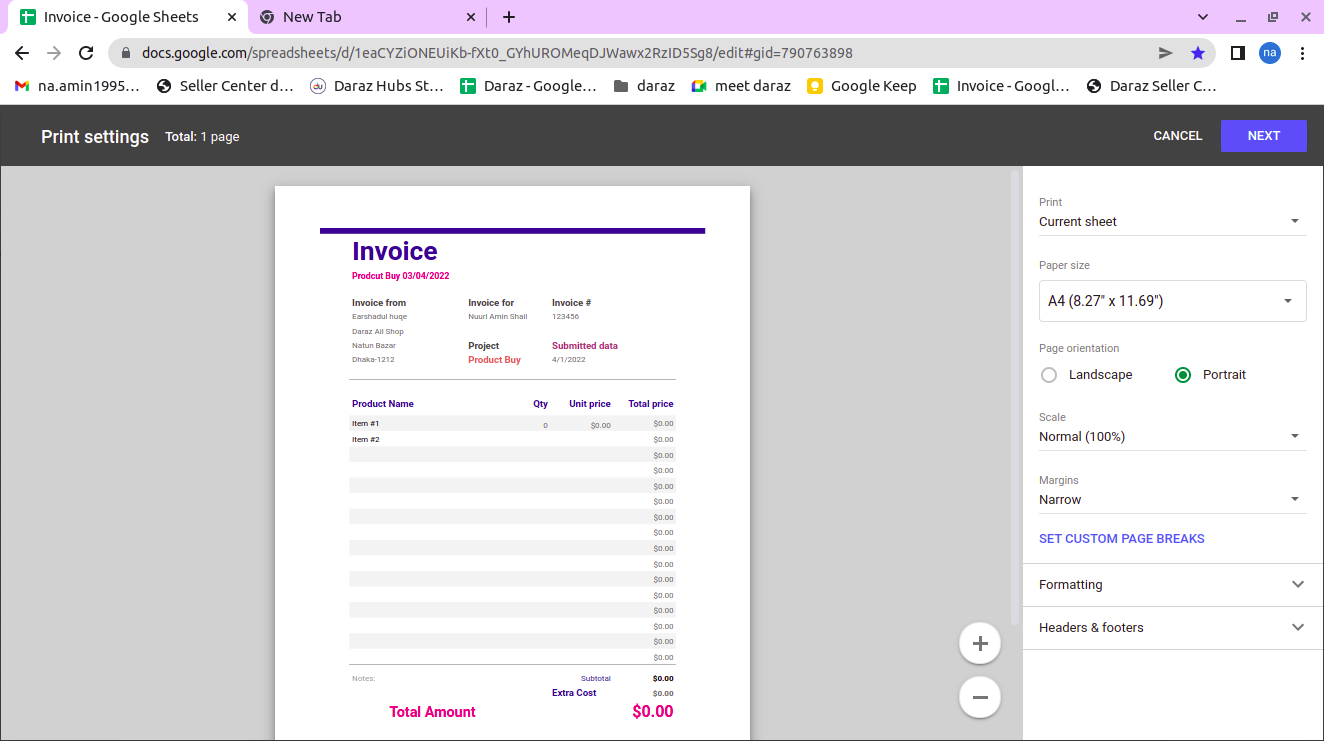 Invoice - Google Sheets
New Tab
docs.google.com/spreadsheets/d/1eaCYZiONEUiKb-fXt0_GYhUROMeqDJWawx2RzID5Sg8/edit#gid=790763898
na
na.amin1995...
Seller Center d...
Daraz Hubs St...
Daraz - Google...
daraz
meet daraz
Google Keep
Invoice - Googl...
Daraz Seller C...
Print settings Total: 1 page CANCEL NEXT
Invoice
Prodcut Buy 03/04/2022
Invoice from Invoice for Invoice #
Earshadul huqe Nuurl Amin Shall 123456
Daraz All Shop
Natun Bazar Project Submitted data
Dhaka-1212 Product Buy 4/1/2022
Product Name Qty Unit price Total price
Item #1 0 $0.00 $0.00
Item #2 $0.00
$0.00
$0.00
$0.00
$0.00
$0.00
$0.00
$0.00
$0.00
$0.00
$0.00
$0.00
$0.00
$0.00
$0.00
Notes: Subtotal $0.00
Extra Cost $0.00
Total Amount $0.00
Print
Current sheet
Paper size
A4 (8.27" x 11.69")
Page orientation
Landscape Portrait
Scale
Normal (100%)
Margins
Narrow
SET CUSTOM PAGE BREAKS
Formatting
Headers & footers